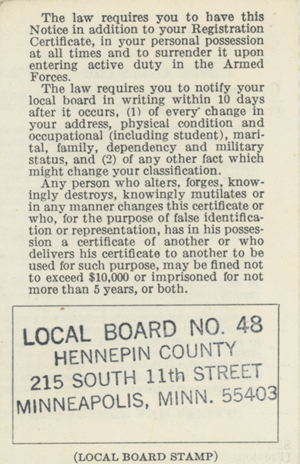 The law requires you to have this
Notice in addition to your Registration
Certificate, in your personal possession
at all times and to surrender it upon
entering active duty in the Armed
Forces.
The law requires you to notify your
local board in writing within 10 days
after it occurs, (1) of every change in
your address, physical condition and
occupational (including student), mari-
tal, family, dependency and military
status, and (2) of any other fact which
might change your classification.
Any person who alters, forges, know-
ingly destroys, knowingly mutilates or
in any manner changes this certificate or
who, for the purpose of false identifica-
tion or representation, has in his posses-
sion a certificate of another or who
delivers his certificate to another to be
used for such purpose, may be fined not
to exceed $10,000 or imprisoned for not
more than 5 years, or both.
LOCAL BOARD NO. 48
HENNEPIN COUNTY
215 SOUTH 11th STREET
MINNEAPOLIS, MINN. 55403
(LOCAL BOARD STAMP)